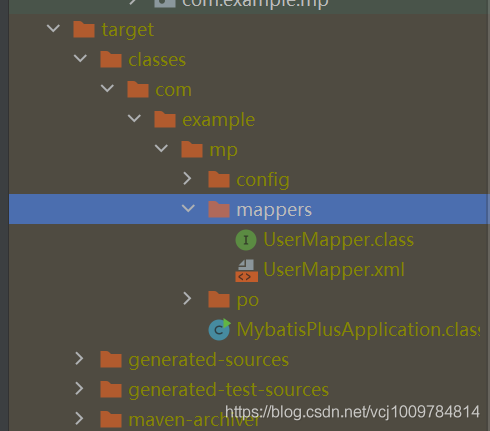 com.example.mp
target
classes
com
example
mp
config
mappers
UserMapper.class
UserMapper.xml
po
MybatisPlusApplication.clas
generated-sources
generated-test-sources
maven-archiver
https://blog.csdn.net/vcj1009784814